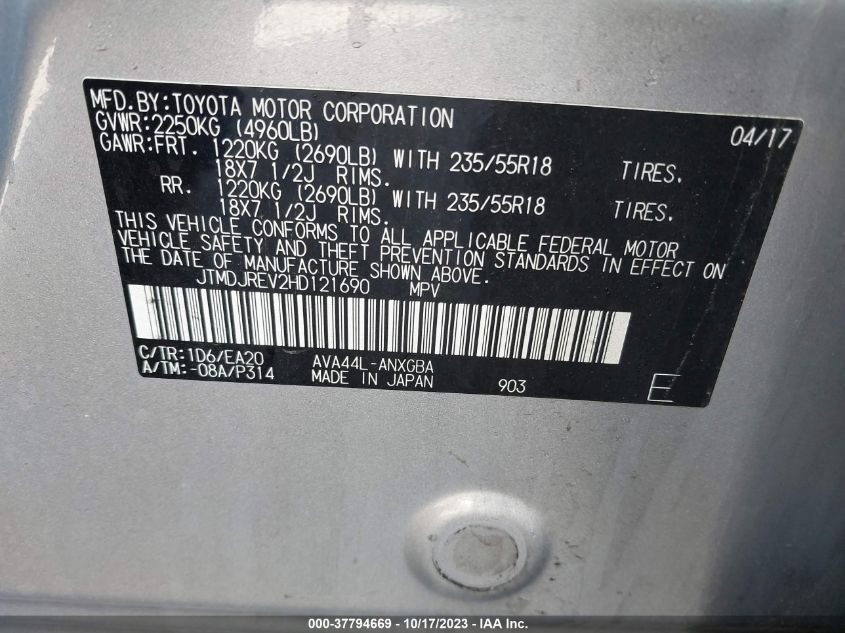 MFD.BY:TOYOTA MOTOR CORPORATION 04/17
GVWR:2250KG (4960LB)
GAWR:FRT. 1220KG (2690LB) WITH 235/55R18 TIRES,
18X7 1/2J RIMS.
RR. 1220KG (2690LB) WITH 235/55R18 TIRES.
18X7 1/2J RIMS.
THIS VEHICLE CONFORMS TO ALL APPLICABLE FEDERAL MOTOR
VEHICLE SAFETY AND THEFT PREVENTION STANDARDS IN EFFECT ON
THE DATE OF MANUFACTURE SHOWN ABOVE.
JTMDJREV2HD121690 MPV
C/TR:1D6/EA20 AVA44L-ANXGBA
A/TM:-08A/P314 MADE IN JAPAN 903 E
000-37794669 - 10/17/2023 - IAA Inc.